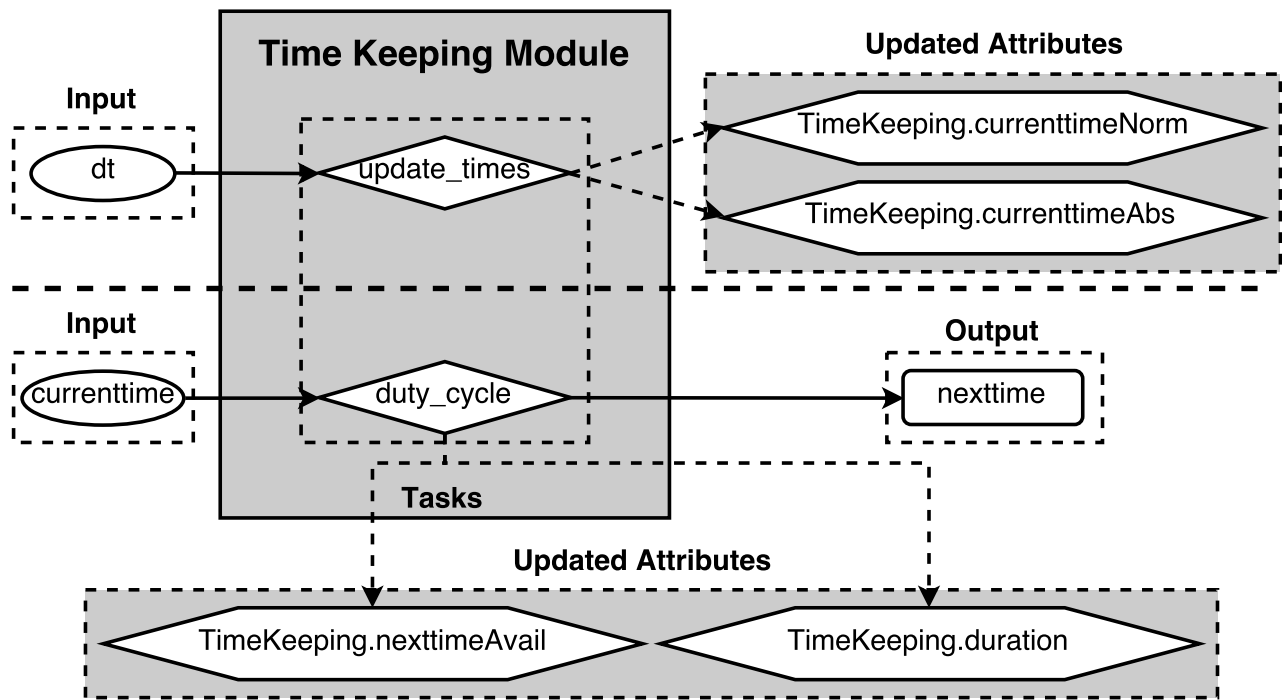 Time Keeping Module
Updated Attributes
Input
TimeKeeping.currenttimeNorm
dt
update_times
TimeKeeping.currenttimeAbs
Input
Output
currenttime
duty_cycle
nexttime
Tasks
Updated Attributes
TimeKeeping.nexttimeAvail
TimeKeeping.duration